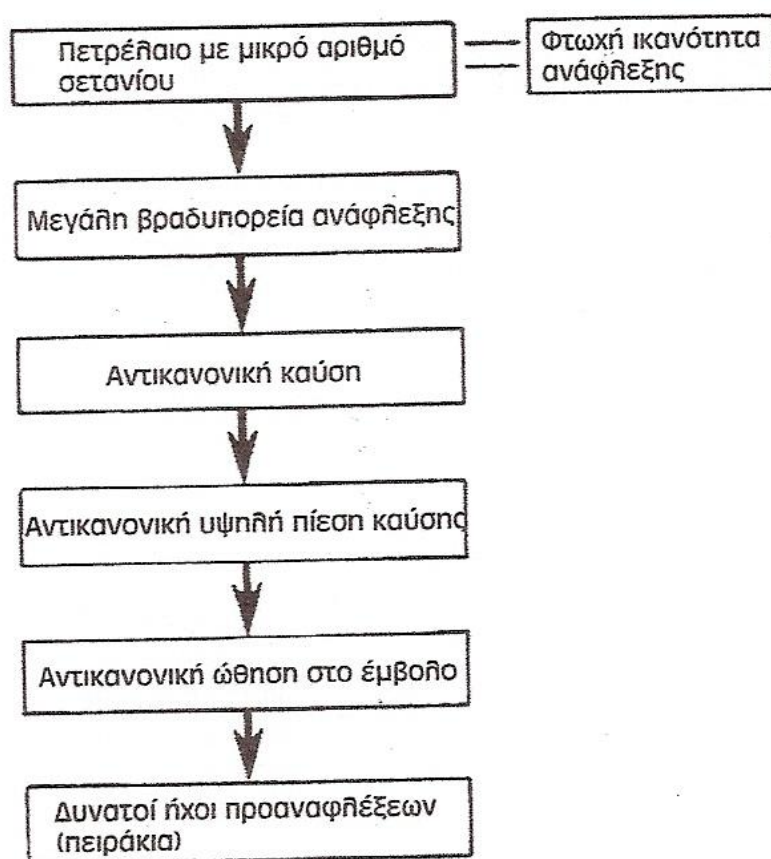 Πετρέλαιο με μικρό αριθμό
σετανίου
Φτωχή ικανότητα
ανάφλεξης
Μεγάλη βραδυπορεία ανάφλεξης
Αντικανονική καύση
Αντικανονική υψηλή πίεση καύσης
Αντικανονική ώθηση στο έμβολο
Δυνατοί ήχοι προαναφλέξεων
(πειράκια)